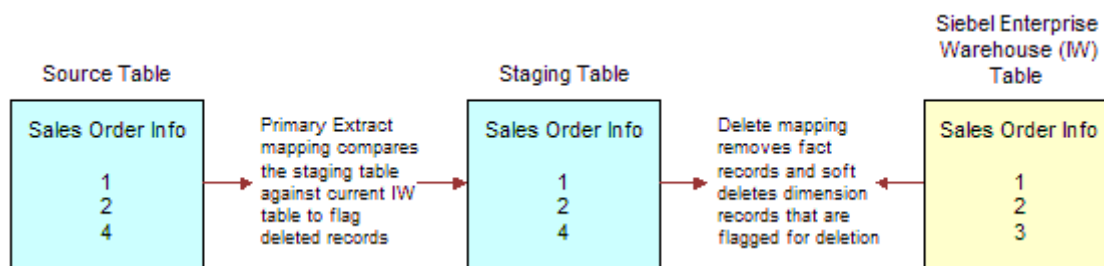 Source Table
Sales Order Info
1
2
4
Primary Extract
mapping compares
the staging table
against current IW
table to flag
deleted records
Staging Table
Sales Order Info
1
2
4
Delete mapping
removes fact
records and soft
deletes dimension
records that are
flagged for deletion
Siebel Enterprise
Warehouse (IW)
Table
Sales Order Info
1
2
3